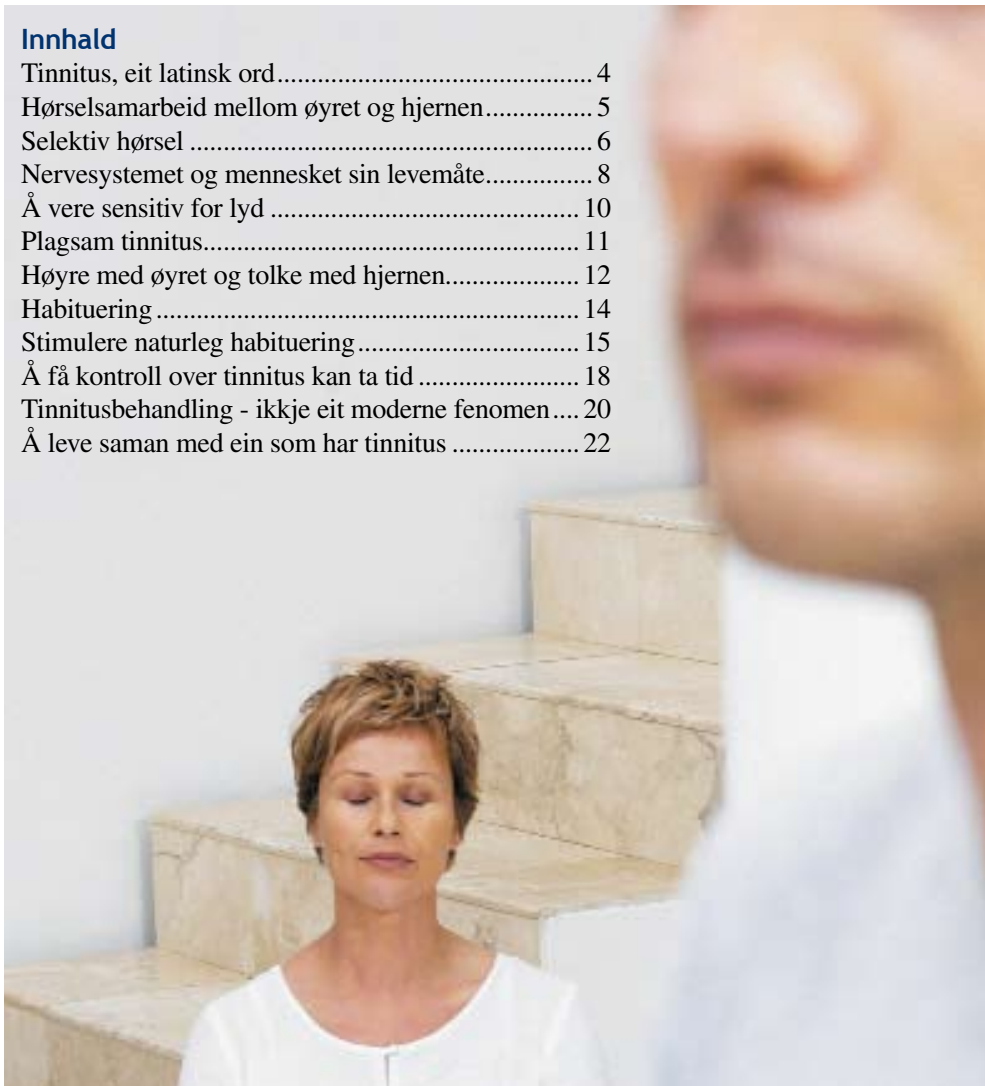 Innhald
Tinnitus, eit latinsk ord.......................................... 4
Hørselsamarbeid mellom øyret og hjernen............... 5
Selektiv hørsel ...................................................... 6
Nervesystemet og mennesket sin levemåte............... 8
Å vere sensitiv for lyd .......................................... 10
Plagsam tinnitus.................................................... 11
Høyre med øyret og tolke med hjernen................... 12
Habituering ........................................................... 14
Stimulere naturleg habituering................................ 15
Å få kontroll over tinnitus kan ta tid ...................... 18
Tinnitusbehandling - ikkje eit moderne fenomen.... 20
Å leve saman med ein som har tinnitus .................. 22